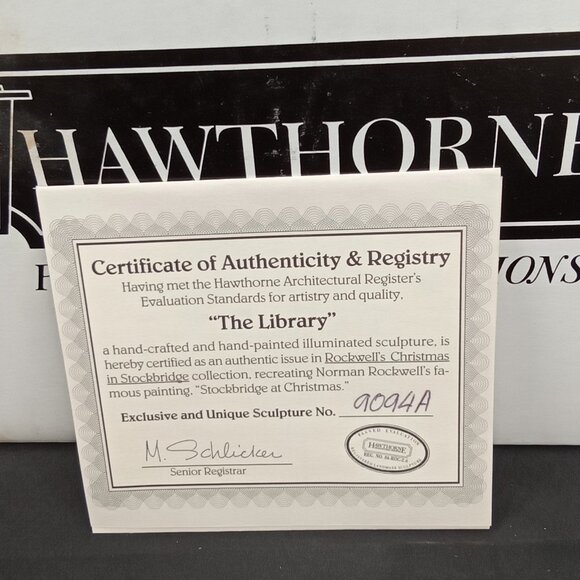 HAWTHORNE
IONS
Certificate of Authenticity & Registry
Having met the Hawthorne Architectural Register's
Evaluation Standards for artistry and quality,
"The Library"
a hand-crafted and hand-painted illuminated sculpture, is
hereby certified as an authentic issue in Rockwell's Christmas
in Stockbridge collection, recreating Norman Rockwell's fa-
mous painting, "Stockbridge at Christmas."
Exclusive and Unique Sculpture No. 9094A
M. Schlicker
Senior Registrar
HAWTHORNE